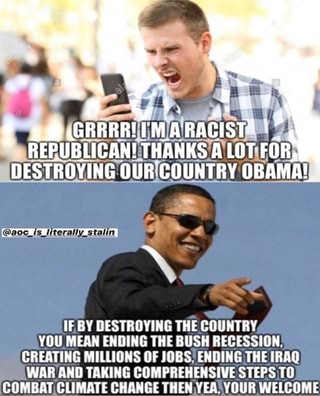 GRRRR! I'M A RACIST
REPUBLICAN! THANKS A LOT FOR
DESTROYING OUR COUNTRY OBAMA!
@aoc_is_literally_stalin
IF BY DESTROYING THE COUNTRY
YOU MEAN ENDING THE BUSH RECESSION,
CREATING MILLIONS OF JOBS, ENDING THE IRAQ
WAR AND TAKING COMPREHENSIVE STEPS TO
COMBAT CLIMATE CHANGE THEN YEA, YOUR WELCOME